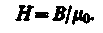 H = B/μ₀.